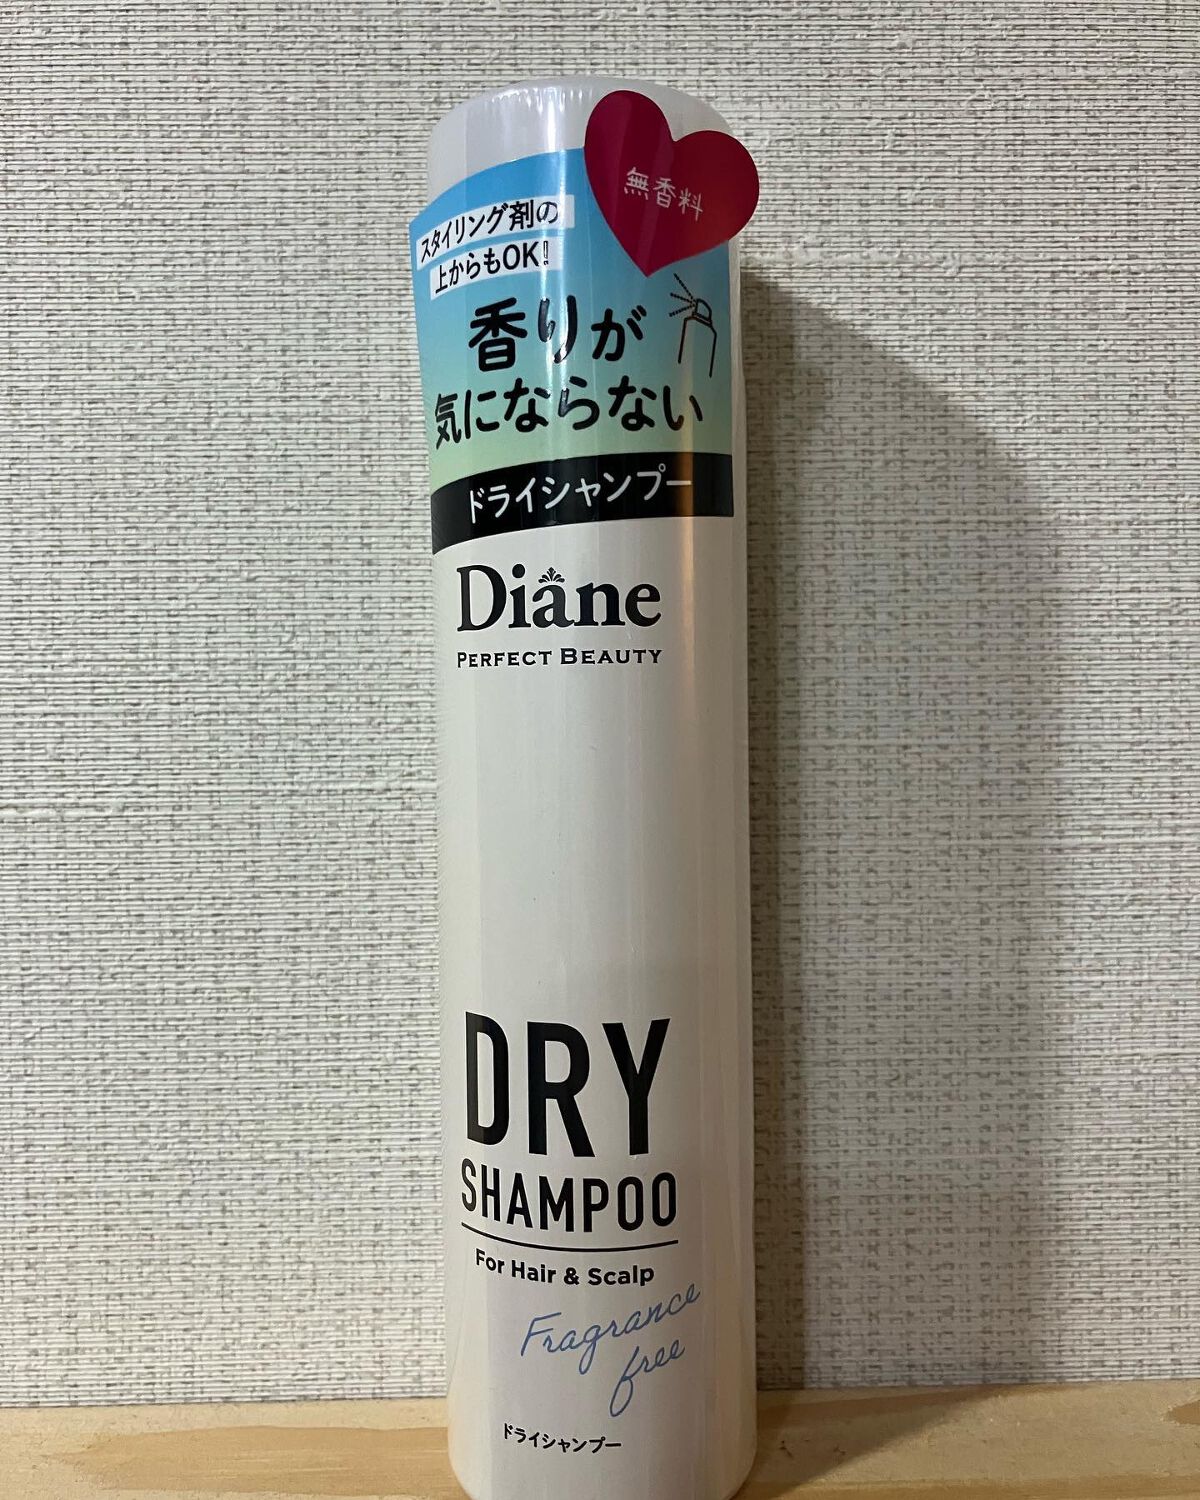 無香料
スタイリング剤の
上からもOK!
香りが
気にならない
ドライシャンプー
Diane
PERFECT BEAUTY
DRY
SHAMPOO
For Hair & Scalp
Fragrance
free
ドライシャンプー